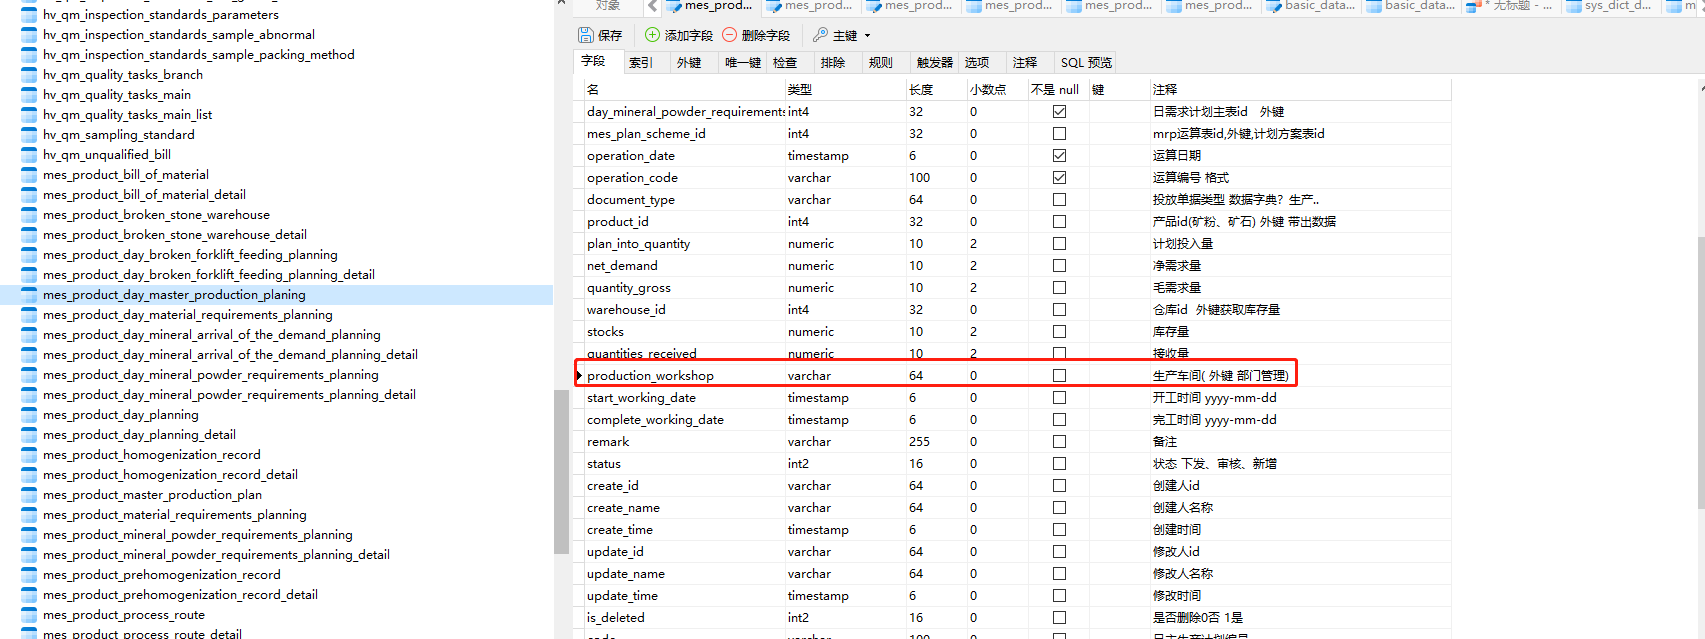 hv_qm_inspection_standards_parameters
hv_qm_inspection_standards_sample_abnormal
hv_qm_inspection_standards_sample_packing_method
hv_qm_quality_tasks_branch
hv_qm_quality_tasks_main
hv_qm_quality_tasks_main_list
hv_qm_sampling_standard
hv_qm_unqualified_bill
mes_product_bill_of_material
mes_product_bill_of_material_detail
mes_product_broken_stone_warehouse
mes_product_broken_stone_warehouse_detail
mes_product_day_broken_forklift_feeding_planning
mes_product_day_broken_forklift_feeding_planning_detail
mes_product_day_master_production_planing
mes_product_day_material_requirements_planning
mes_product_day_mineral_arrival_of_the_demand_planning
mes_product_day_mineral_arrival_of_the_demand_planning_detail
mes_product_day_mineral_powder_requirements_planning
mes_product_day_mineral_powder_requirements_planning_detail
mes_product_day_planning
mes_product_day_planning_detail
mes_product_homogenization_record
mes_product_homogenization_record_detail
mes_product_master_production_plan
mes_product_material_requirements_planning
mes_product_mineral_powder_requirements_planning
mes_product_mineral_powder_requirements_planning_detail
mes_product_prehomogenization_record
mes_product_prehomogenization_record_detail
mes_product_process_route
mes_product_process_route_detail
对象 mes_prod... mes_prod... mes_prod... mes_prod... mes_prod... mes_prod... basic_data... basic_data... * 无标题 - ... sys_dict_d... m
保存 添加字段 删除字段 主键
字段 索引 外键 唯一键 检查 排除 规则 触发器 选项 注释 SQL 预览
名 类型 长度 小数点 不是 null 键 注释
day_mineral_powder_requirements int4 32 0 日需求计划主表id 外键
mes_plan_scheme_id int4 32 0 mrp运算表id,外键,计划方案表id
operation_date timestamp 6 0 运算日期
operation_code varchar 100 0 运算编号 格式
document_type varchar 64 0 投放单据类型 数据字典? 生产..
product_id int4 32 0 产品id(矿粉、矿石) 外键 带出数据
plan_into_quantity numeric 10 2 计划投入量
net_demand numeric 10 2 净需求量
quantity_gross numeric 10 2 毛需求量
warehouse_id int4 32 0 仓库id 外键获取库存量
stocks numeric 10 2 库存量
quantities_received numeric 10 2 接收量
production_workshop varchar 64 0 生产车间( 外键 部门管理)
start_working_date timestamp 6 0 开工时间 yyyy-mm-dd
complete_working_date timestamp 6 0 完工时间 yyyy-mm-dd
remark varchar 255 0 备注
status int2 16 0 状态 下发、审核、新增
create_id varchar 64 0 创建人id
create_name varchar 64 0 创建人名称
create_time timestamp 6 0 创建时间
update_id varchar 64 0 修改人id
update_name varchar 64 0 修改人名称
update_time timestamp 6 0 修改时间
is_deleted int2 16 0 是否删除0否 1是